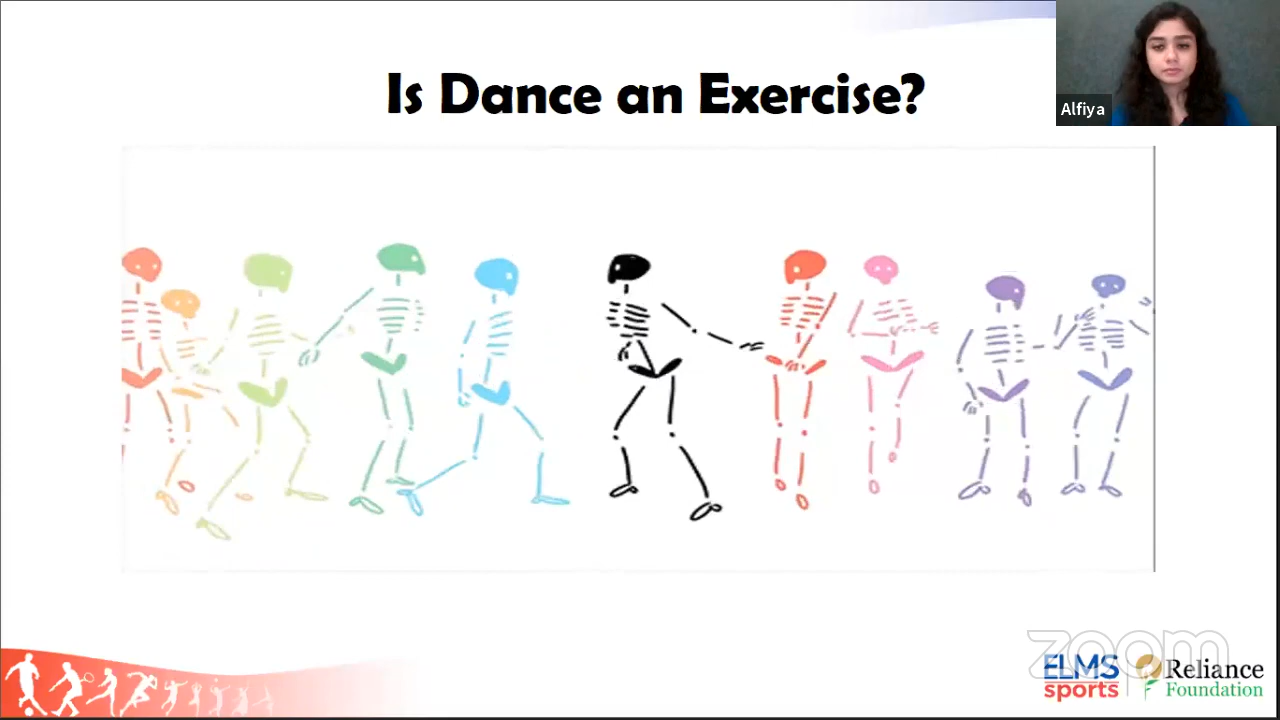 Is Dance an Exercise?
Alfiya
zoom
ELMS
sports
Reliance
Foundation